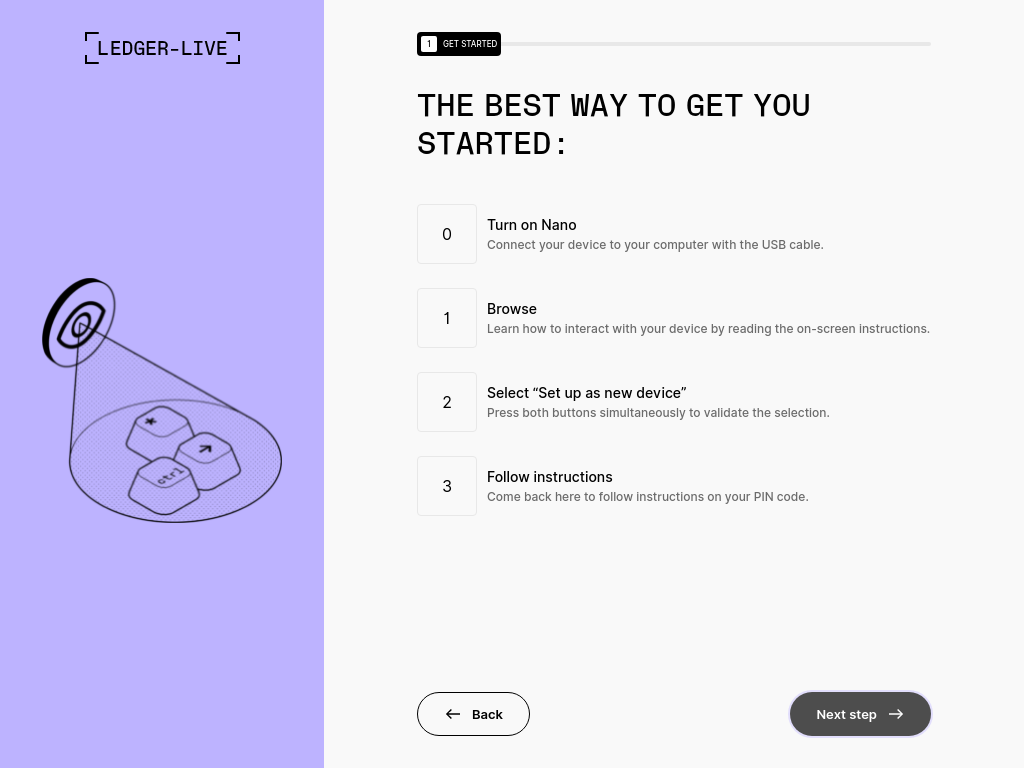 LEDGER-LIVE
1 GET STARTED
THE BEST WAY TO GET YOU
STARTED:
0
Turn on Nano
Connect your device to your computer with the USB cable.
1
Browse
Learn how to interact with your device by reading the on-screen instructions.
2
Select “Set up as new device”
Press both buttons simultaneously to validate the selection.
3
Follow instructions
Come back here to follow instructions on your PIN code.
*
ctrl
← Back
Next step →